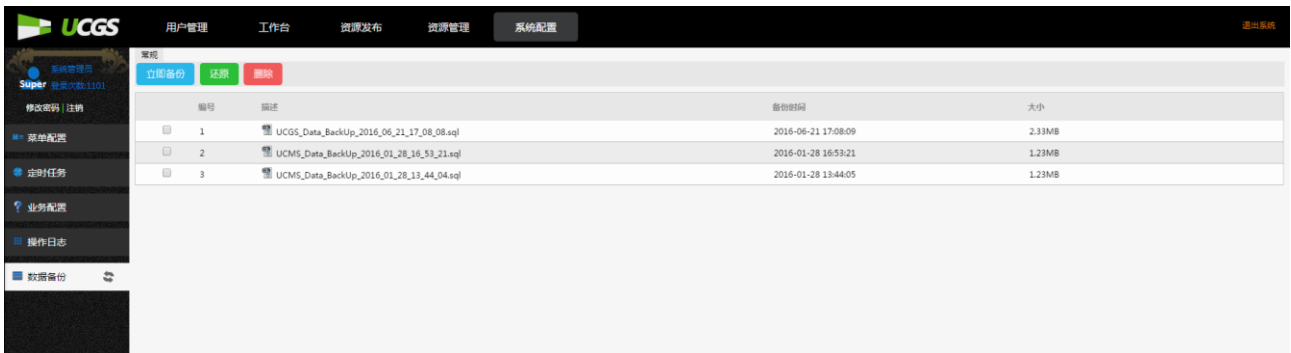 UCGS 用户管理 工作台 资源发布 资源管理 系统配置 退出系统
系统管理员
Super 登录次数:1101
修改密码 | 注销
菜单配置
定时任务
业务配置
操作日志
数据备份
常规
立即备份 还原 删除
编号 描述 备份时间 大小
1 UCGS_Data_BackUp_2016_06_21_17_08_08.sql 2016-06-21 17:08:09 2.33MB
2 UCMS_Data_BackUp_2016_01_28_16_53_21.sql 2016-01-28 16:53:21 1.23MB
3 UCMS_Data_BackUp_2016_01_28_13_44_04.sql 2016-01-28 13:44:05 1.23MB